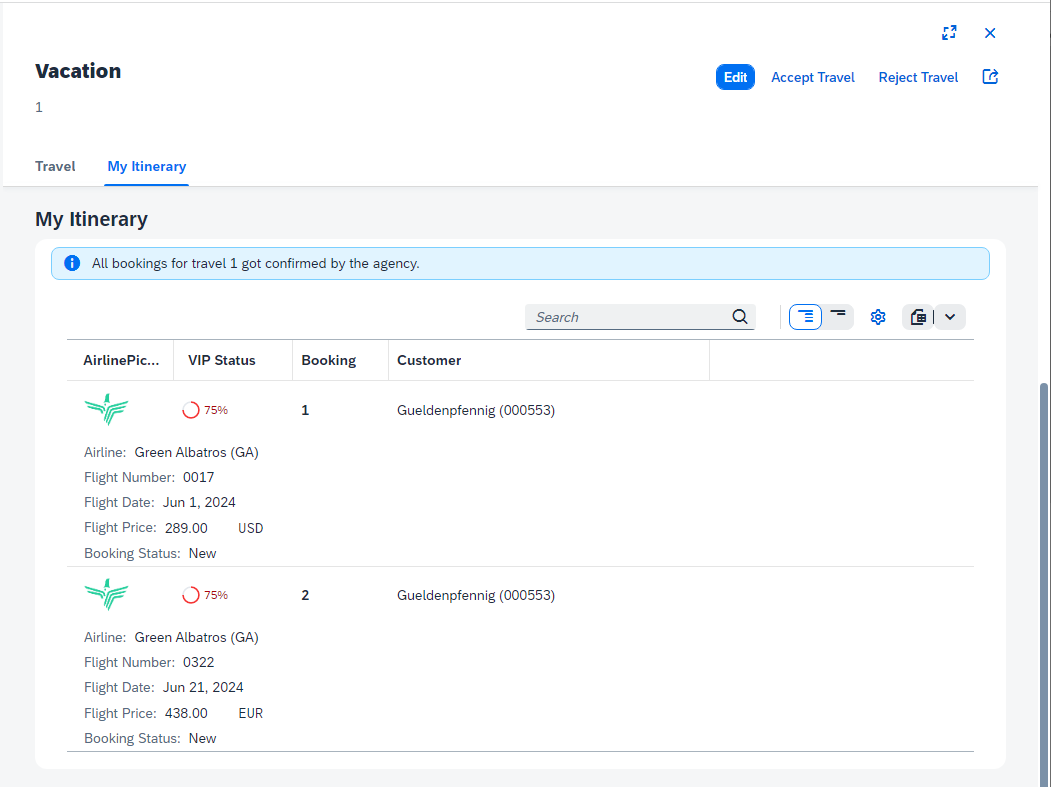 Vacation
Edit Accept Travel Reject Travel
1
Travel My Itinerary
My Itinerary
All bookings for travel 1 got confirmed by the agency.
Search
AirlinePic... VIP Status Booking Customer
75% 1 Gueldenpfennig (000553)
Airline: Green Albatros (GA)
Flight Number: 0017
Flight Date: Jun 1, 2024
Flight Price: 289.00 USD
Booking Status: New
75% 2 Gueldenpfennig (000553)
Airline: Green Albatros (GA)
Flight Number: 0322
Flight Date: Jun 21, 2024
Flight Price: 438.00 EUR
Booking Status: New